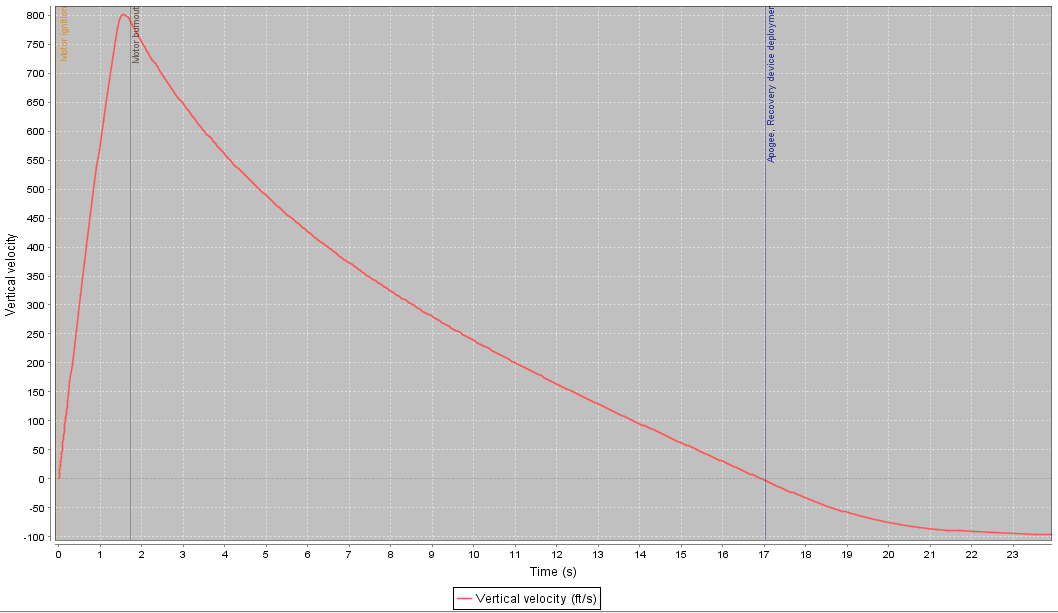 800
750
700
650
600
550
500
450
400
350
300
250
200
150
100
50
0
-50
-100
Vertical velocity
Motor ignition
Motor burnout
Apogee, Recovery device deploymen
0 1 2 3 4 5 6 7 8 9 10 11 12 13 14 15 16 17 18 19 20 21 22 23
Time (s)
Vertical velocity (ft/s)